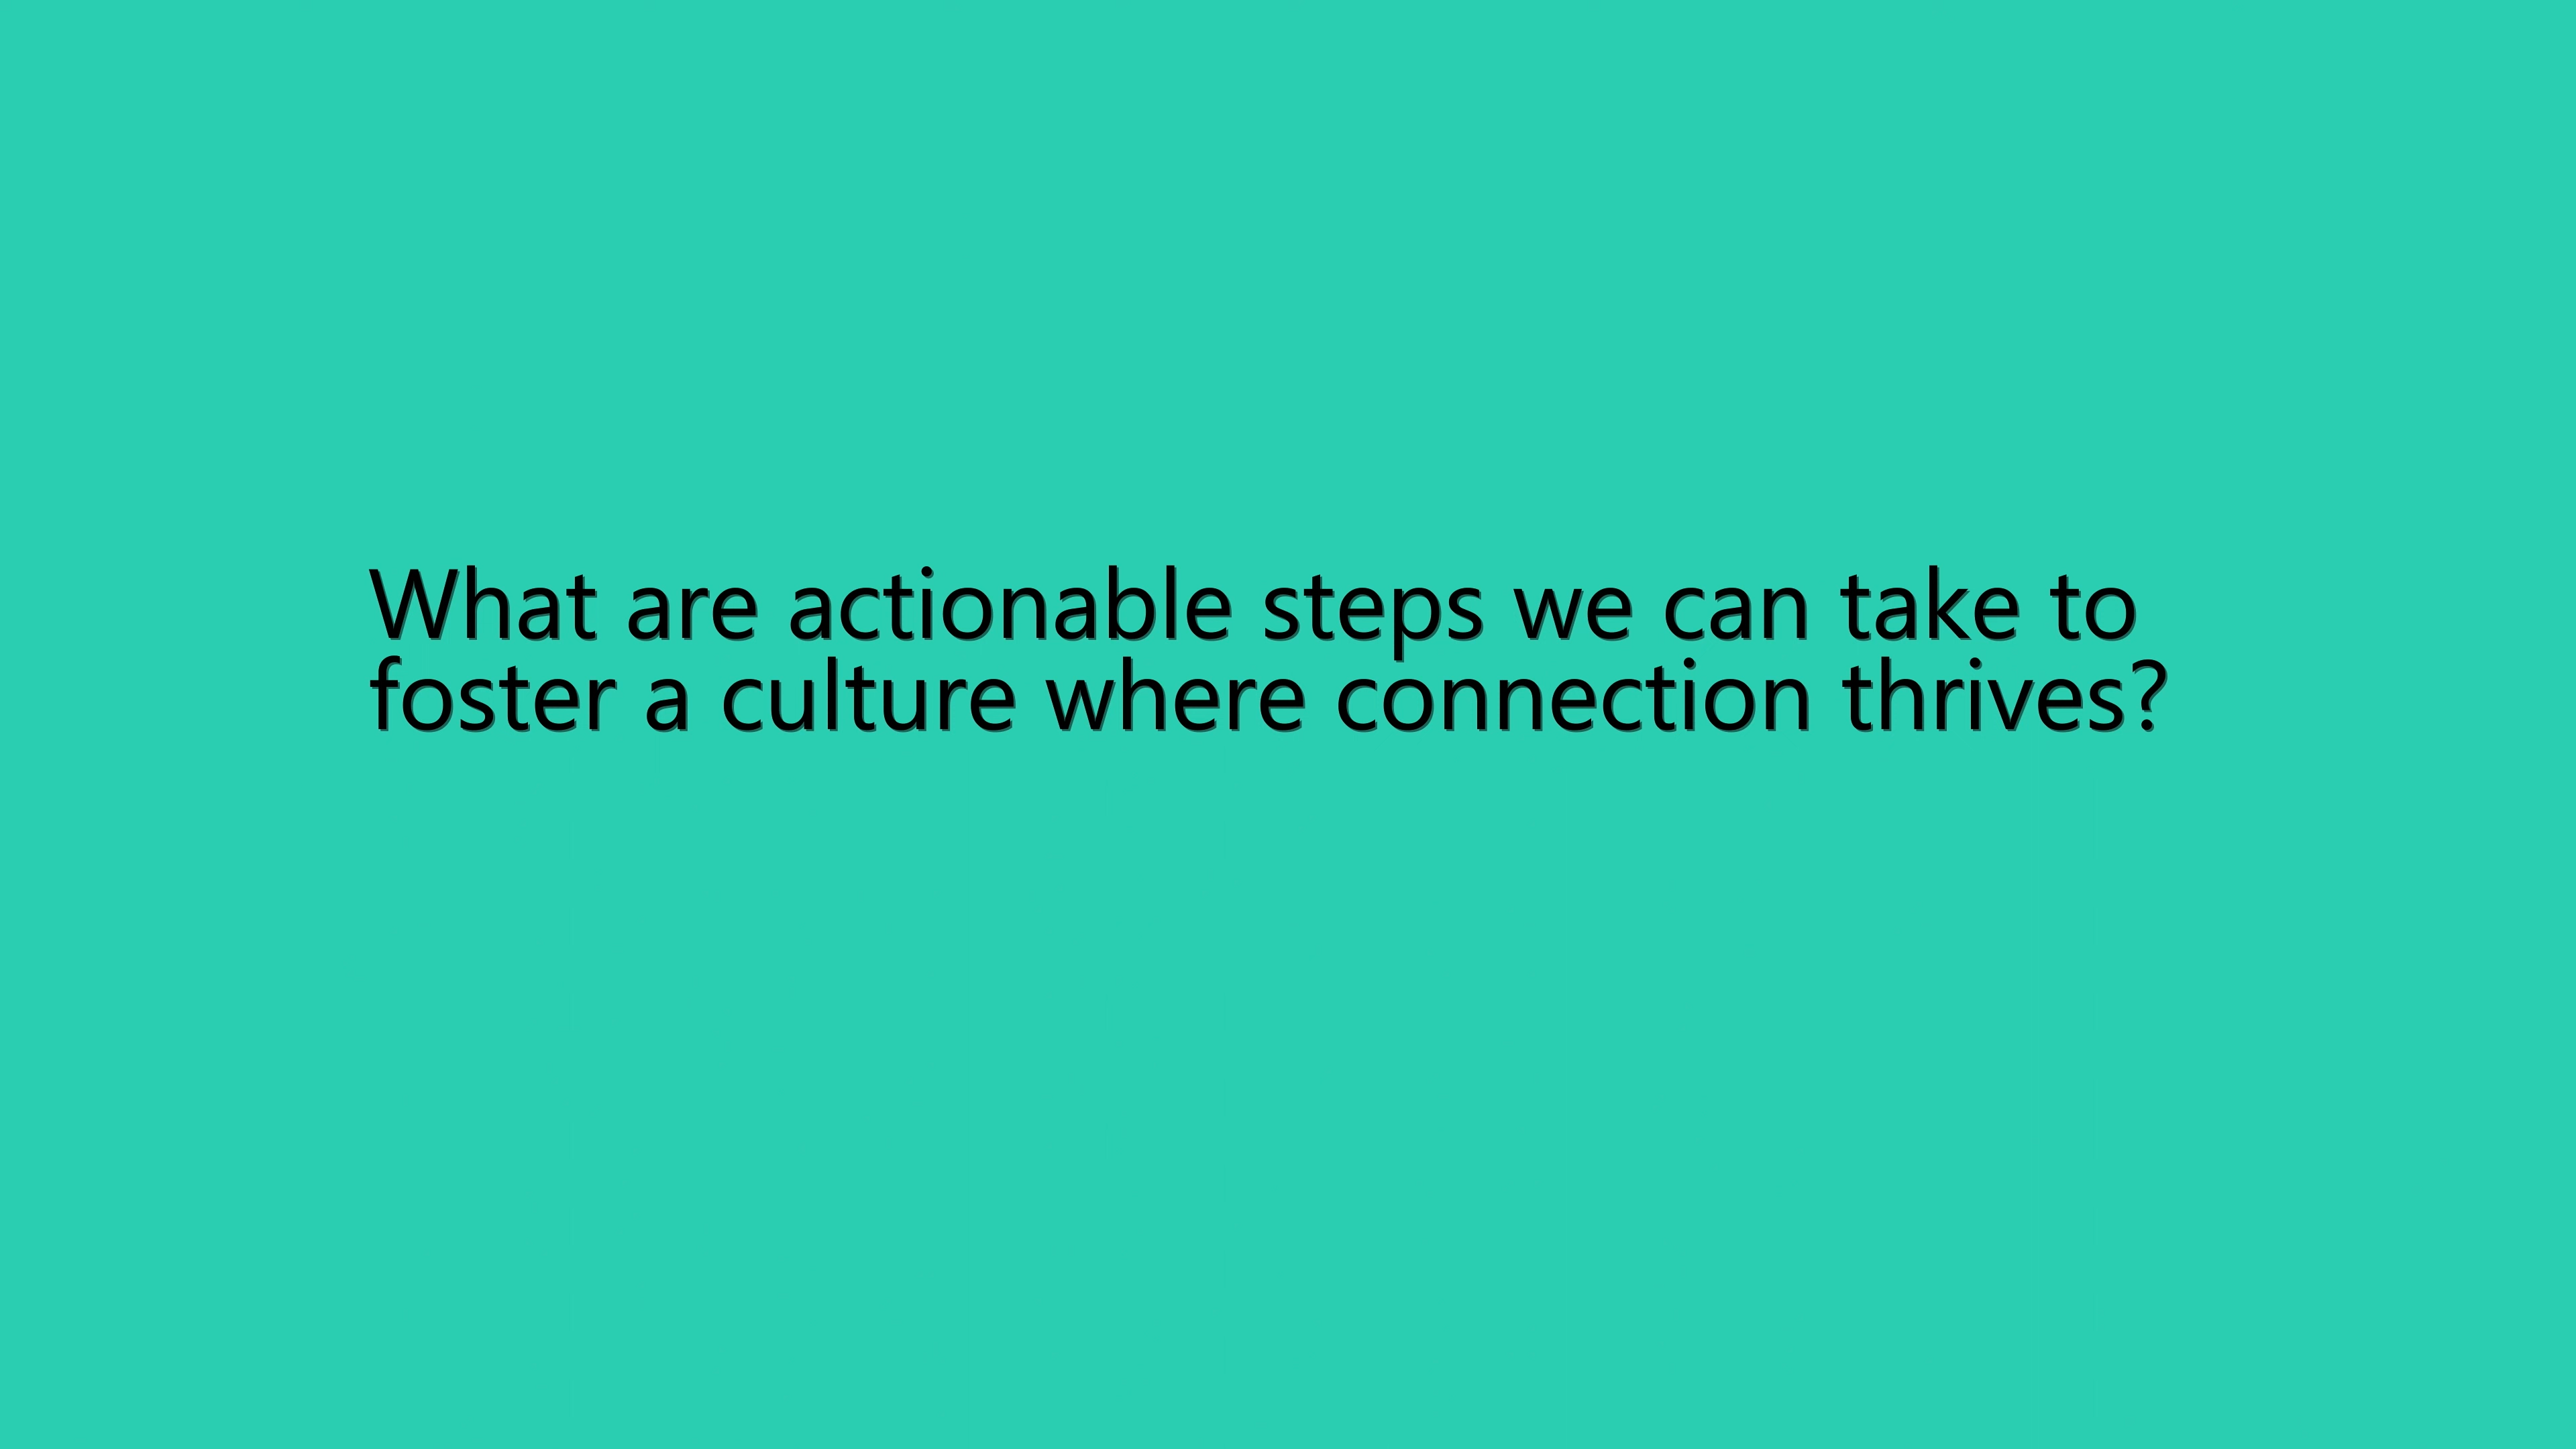 What are actionable steps we can take to
foster a culture where connection thrives?